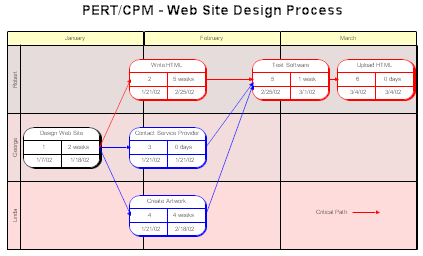 PERT/CPM - Web Site Design Process
January February March
Robert
Write HTML
2 5 weeks
1/21/02 2/25/02
Test Software
5 1 week
2/25/02 3/1/02
Upload HTML
6 0 days
3/4/02 3/4/02
George
Design Web Site
1 2 weeks
1/7/02 1/18/02
Contact Service Provider
3 0 days
1/21/02 1/21/02
Linda
Create Artwork
4 4 weeks
1/21/02 2/18/02
Critical Path